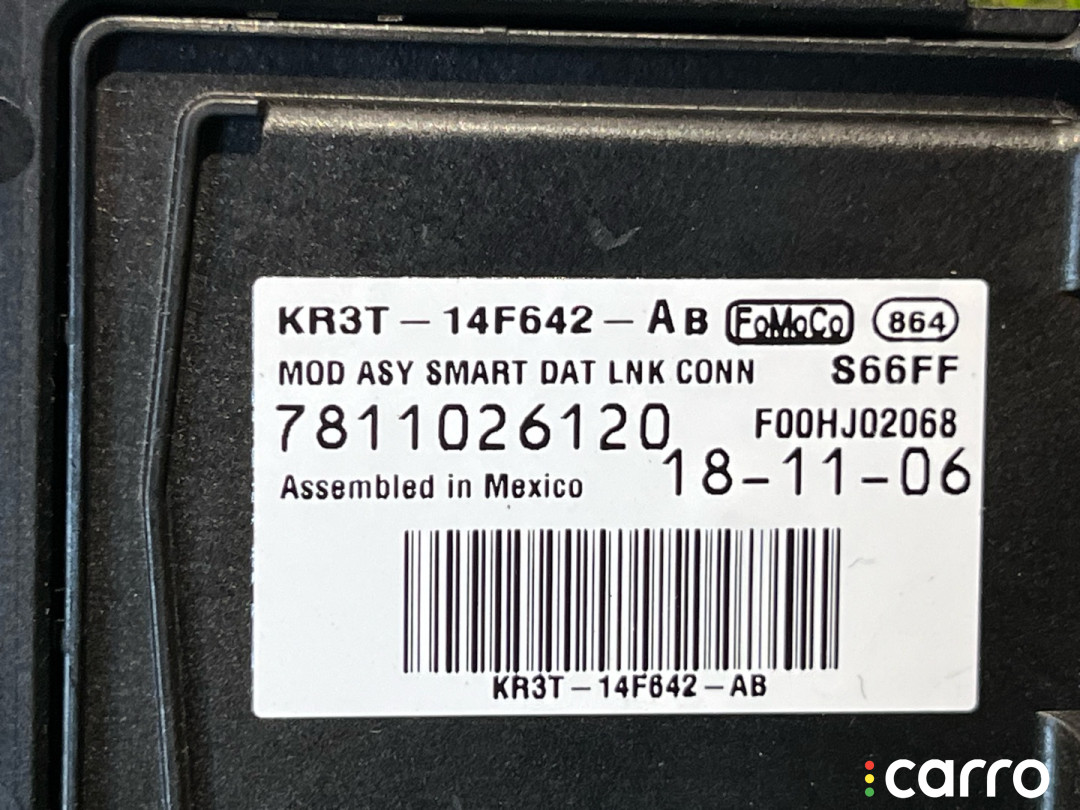 KR3T-14F642-AB FoMoCo 864
MOD ASY SMART DAT LNK CONN S66FF
7811026120 F00HJ02068
Assembled in Mexico 18-11-06
KR3T-14F642-AB
carro